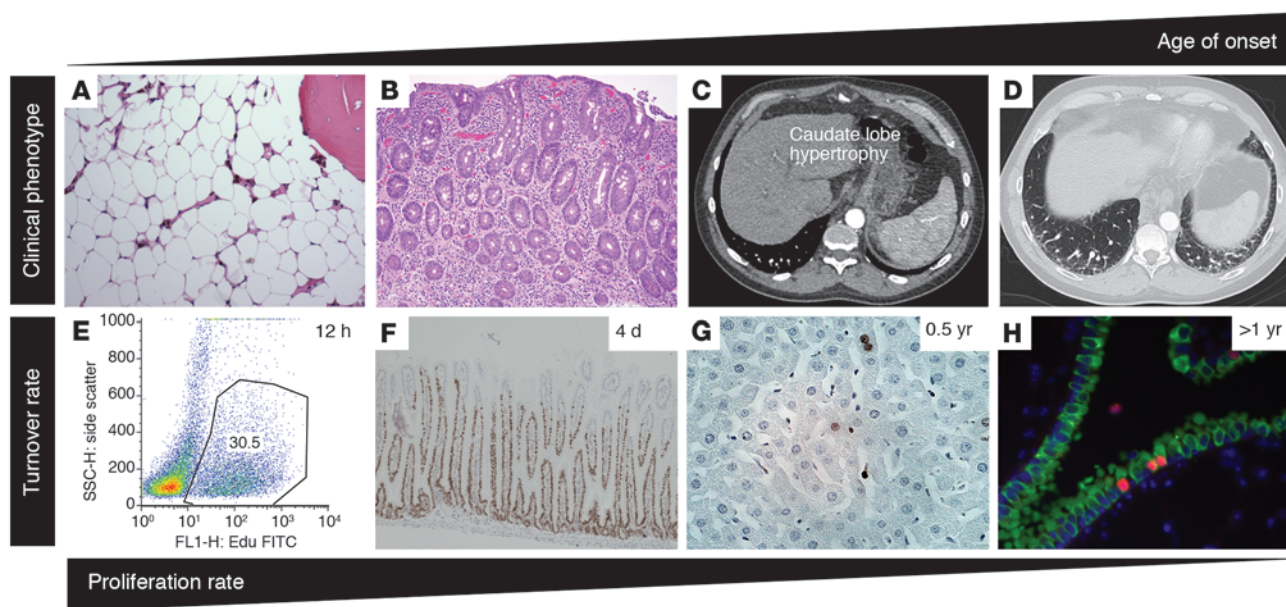 Age of onset
Clinical phenotype
A
B
C
Caudate lobe
hypertrophy
D
Turnover rate
E
12 h
SSC-H: side scatter
1000
800
600
400
200
0
30.5
10⁰ 10¹ 10² 10³ 10⁴
FL1-H: Edu FITC
F
4 d
G
0.5 yr
H
>1 yr
Proliferation rate